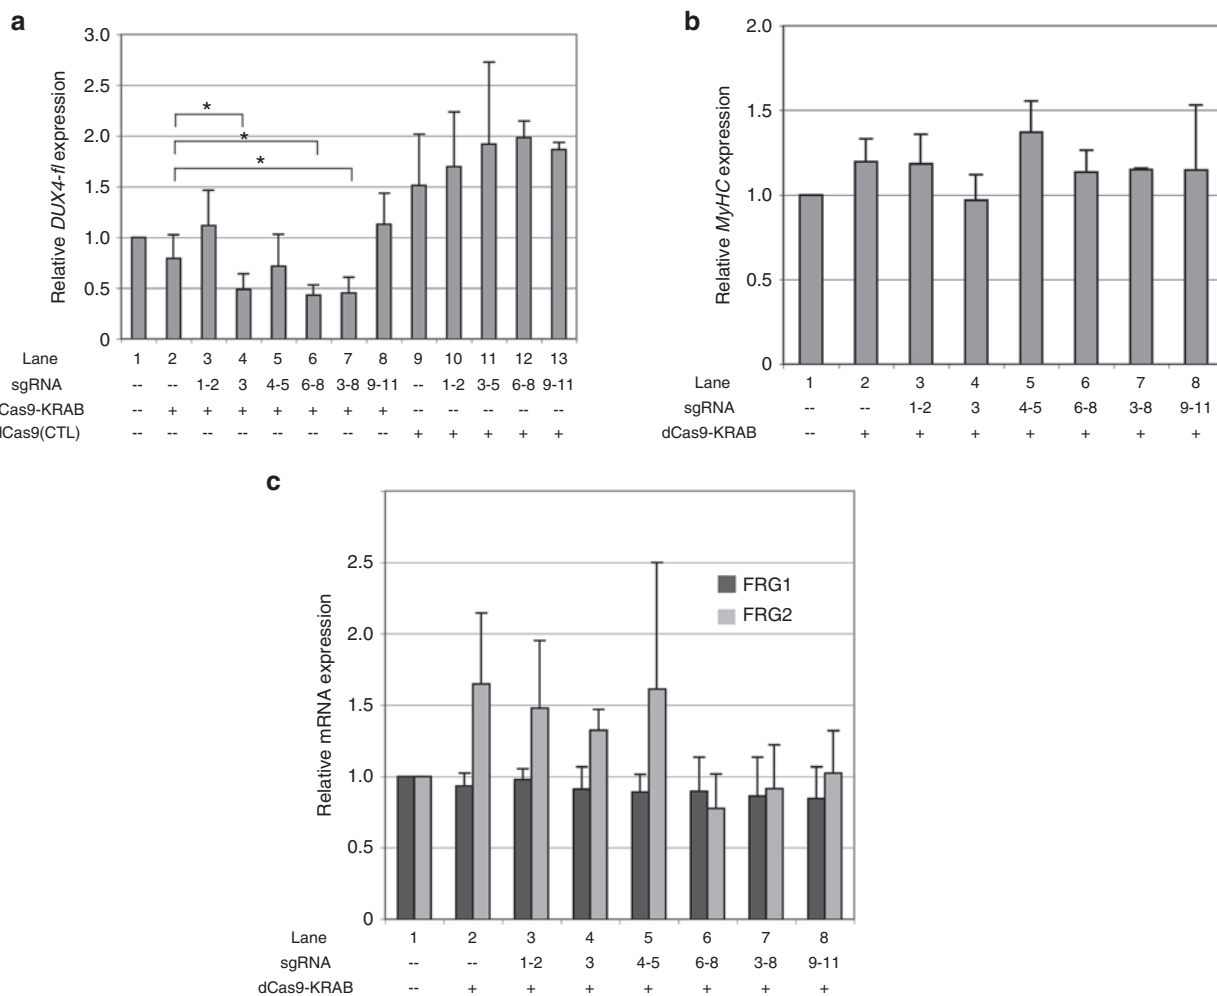 a
3.0
2.5
2.0
1.5
1.0
0.5
0
Relative DUX4-fl expression
*
*
*
Lane 1 2 3 4 5 6 7 8 9 10 11 12 13
sgRNA -- -- 1-2 3 4-5 6-8 3-8 9-11 -- 1-2 3-5 6-8 9-11
Cas9-KRAB -- + + + + + + + -- -- -- -- --
Cas9(CTL) -- -- -- -- -- -- -- -- + + + + +
b
2.0
1.5
1.0
0.5
0
Relative MyHC expression
Lane 1 2 3 4 5 6 7 8
sgRNA -- -- 1-2 3 4-5 6-8 3-8 9-11
dCas9-KRAB -- + + + + + + +
c
2.5
2.0
1.5
1.0
0.5
0
Relative mRNA expression
FRG1
FRG2
Lane 1 2 3 4 5 6 7 8
sgRNA -- -- 1-2 3 4-5 6-8 3-8 9-11
dCas9-KRAB -- + + + + + + +